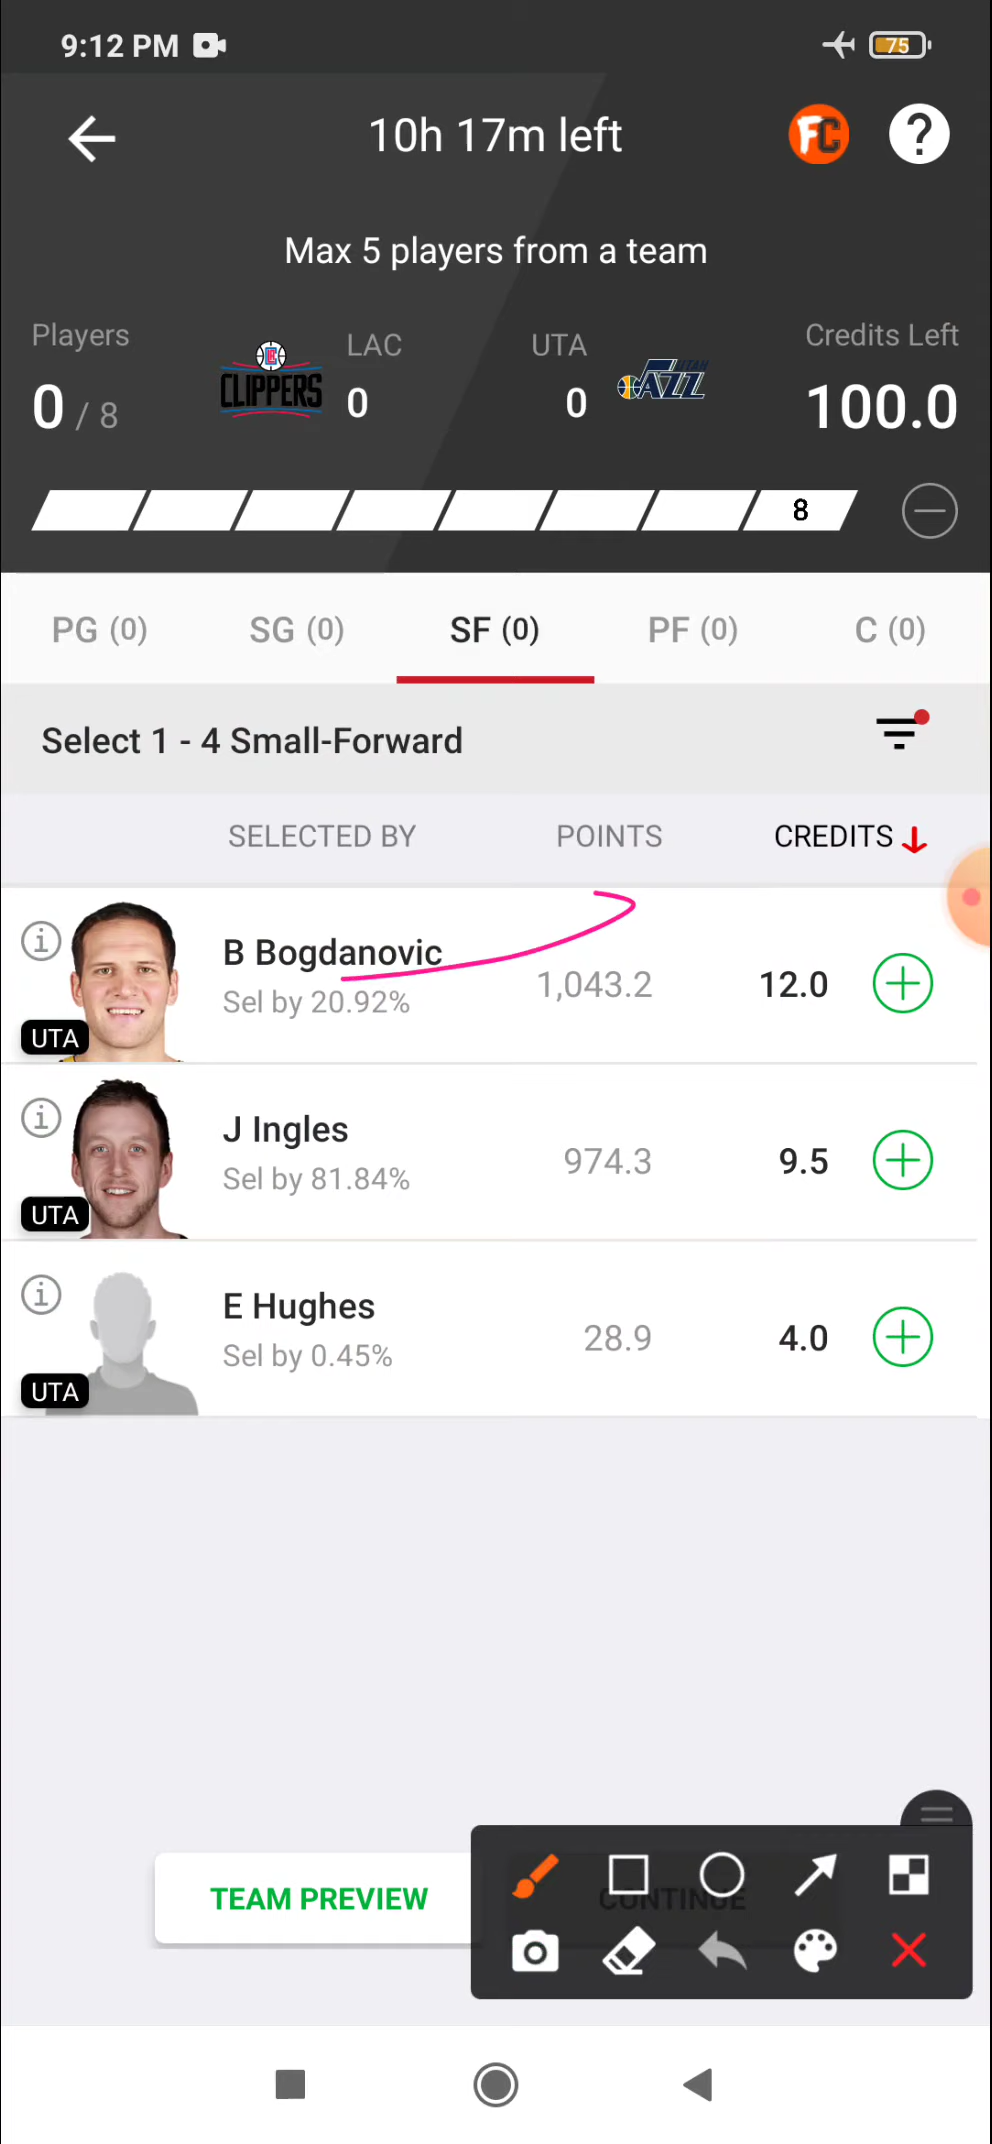 9:12 PM
75
10h 17m left
FC
?
Max 5 players from a team
Players
LAC
UTA
Credits Left
CLIPPERS
UTAH
JAZZ
0 / 8
0
0
100.0
8
PG (0)
SG (0)
SF (0)
PF (0)
C (0)
Select 1 - 4 Small-Forward
SELECTED BY
POINTS
CREDITS
B Bogdanovic
Sel by 20.92%
1,043.2
12.0
UTA
J Ingles
Sel by 81.84%
974.3
9.5
UTA
E Hughes
Sel by 0.45%
28.9
4.0
UTA
TEAM PREVIEW
CONTINUE